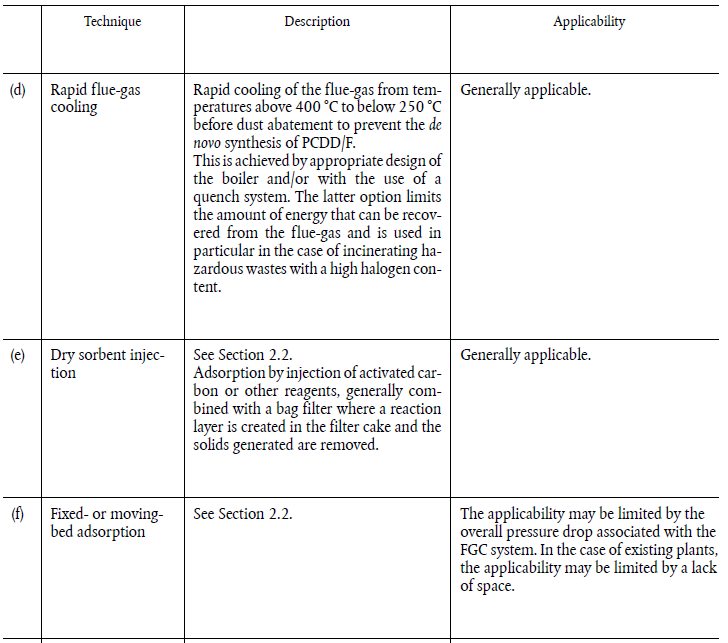 Technique
Description
Applicability
(d)
Rapid flue-gas
cooling
Rapid cooling of the flue-gas from tem-
peratures above 400 °C to below 250 °C
before dust abatement to prevent the de
novo synthesis of PCDD/F.
This is achieved by appropriate design of
the boiler and/or with the use of a
quench system. The latter option limits
the amount of energy that can be recov-
ered from the flue-gas and is used in
particular in the case of incinerating ha-
zardous wastes with a high halogen con-
tent.
Generally applicable.
(e)
Dry sorbent injec-
tion
See Section 2.2.
Adsorption by injection of activated car-
bon or other reagents, generally com-
bined with a bag filter where a reaction
layer is created in the filter cake and the
solids generated are removed.
Generally applicable.
(f)
Fixed- or moving-
bed adsorption
See Section 2.2.
The applicability may be limited by the
overall pressure drop associated with the
FGC system. In the case of existing plants,
the applicability may be limited by a lack
of space.